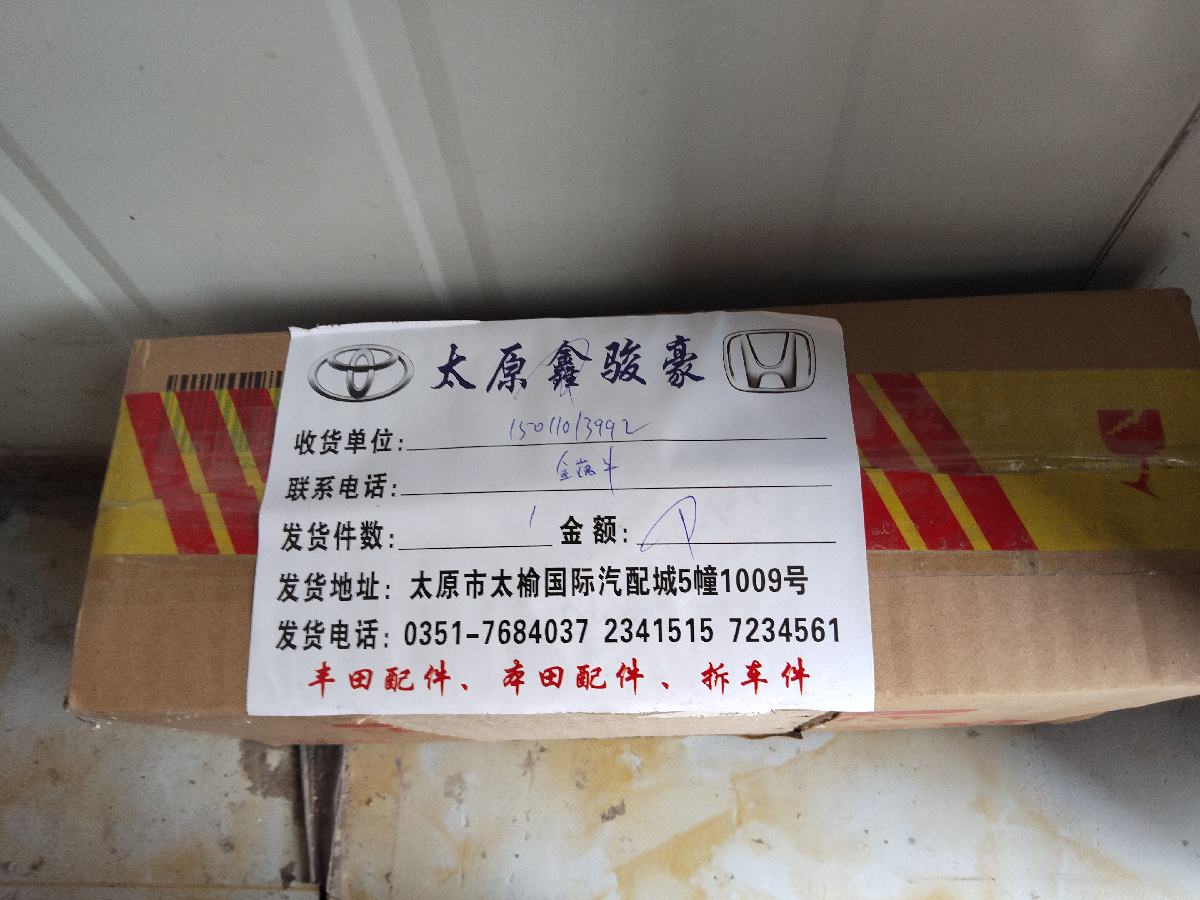 太原鑫骏豪
收货单位: 15011013992
联系电话:
发货件数: 1 金额:
发货地址: 太原市太榆国际汽配城5幢1009号
发货电话: 0351-7684037 2341515 7234561
丰田配件、本田配件、拆车件